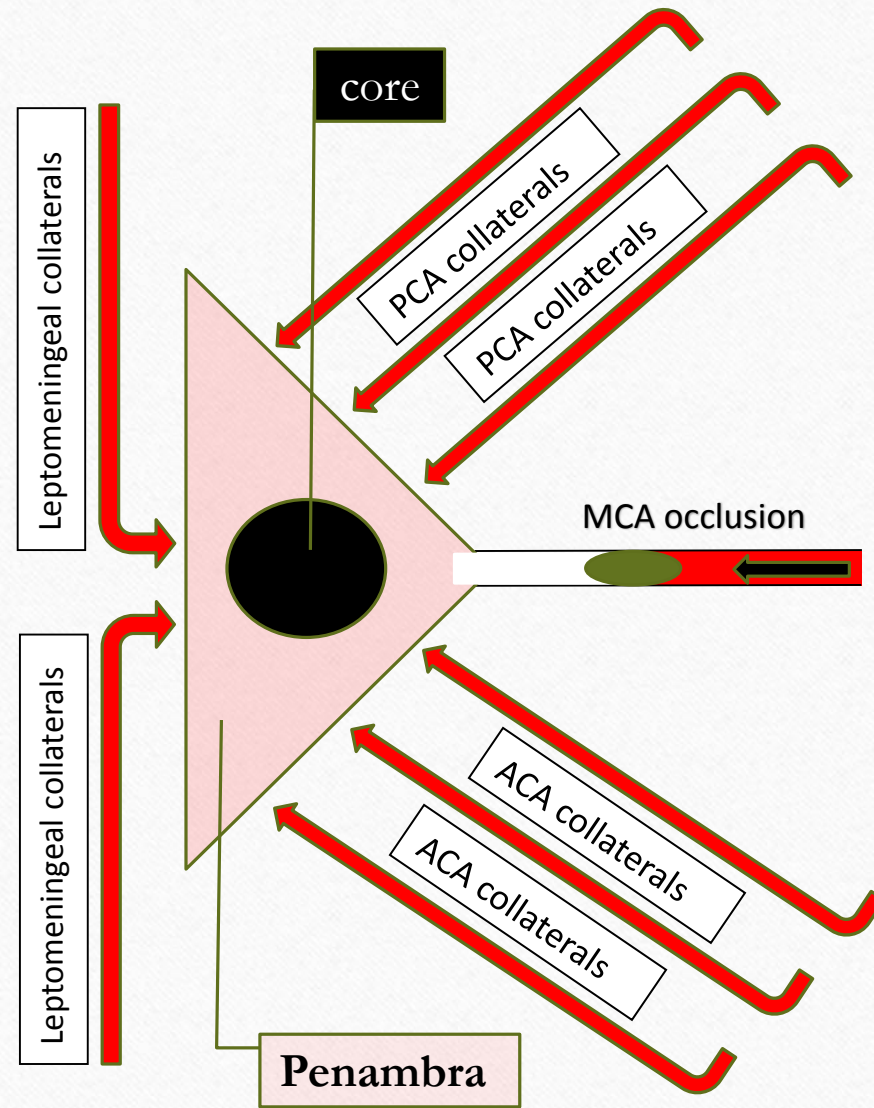 core
Leptomeningeal collaterals
PCA collaterals
PCA collaterals
MCA occlusion
Leptomeningeal collaterals
ACA collaterals
ACA collaterals
Penambra